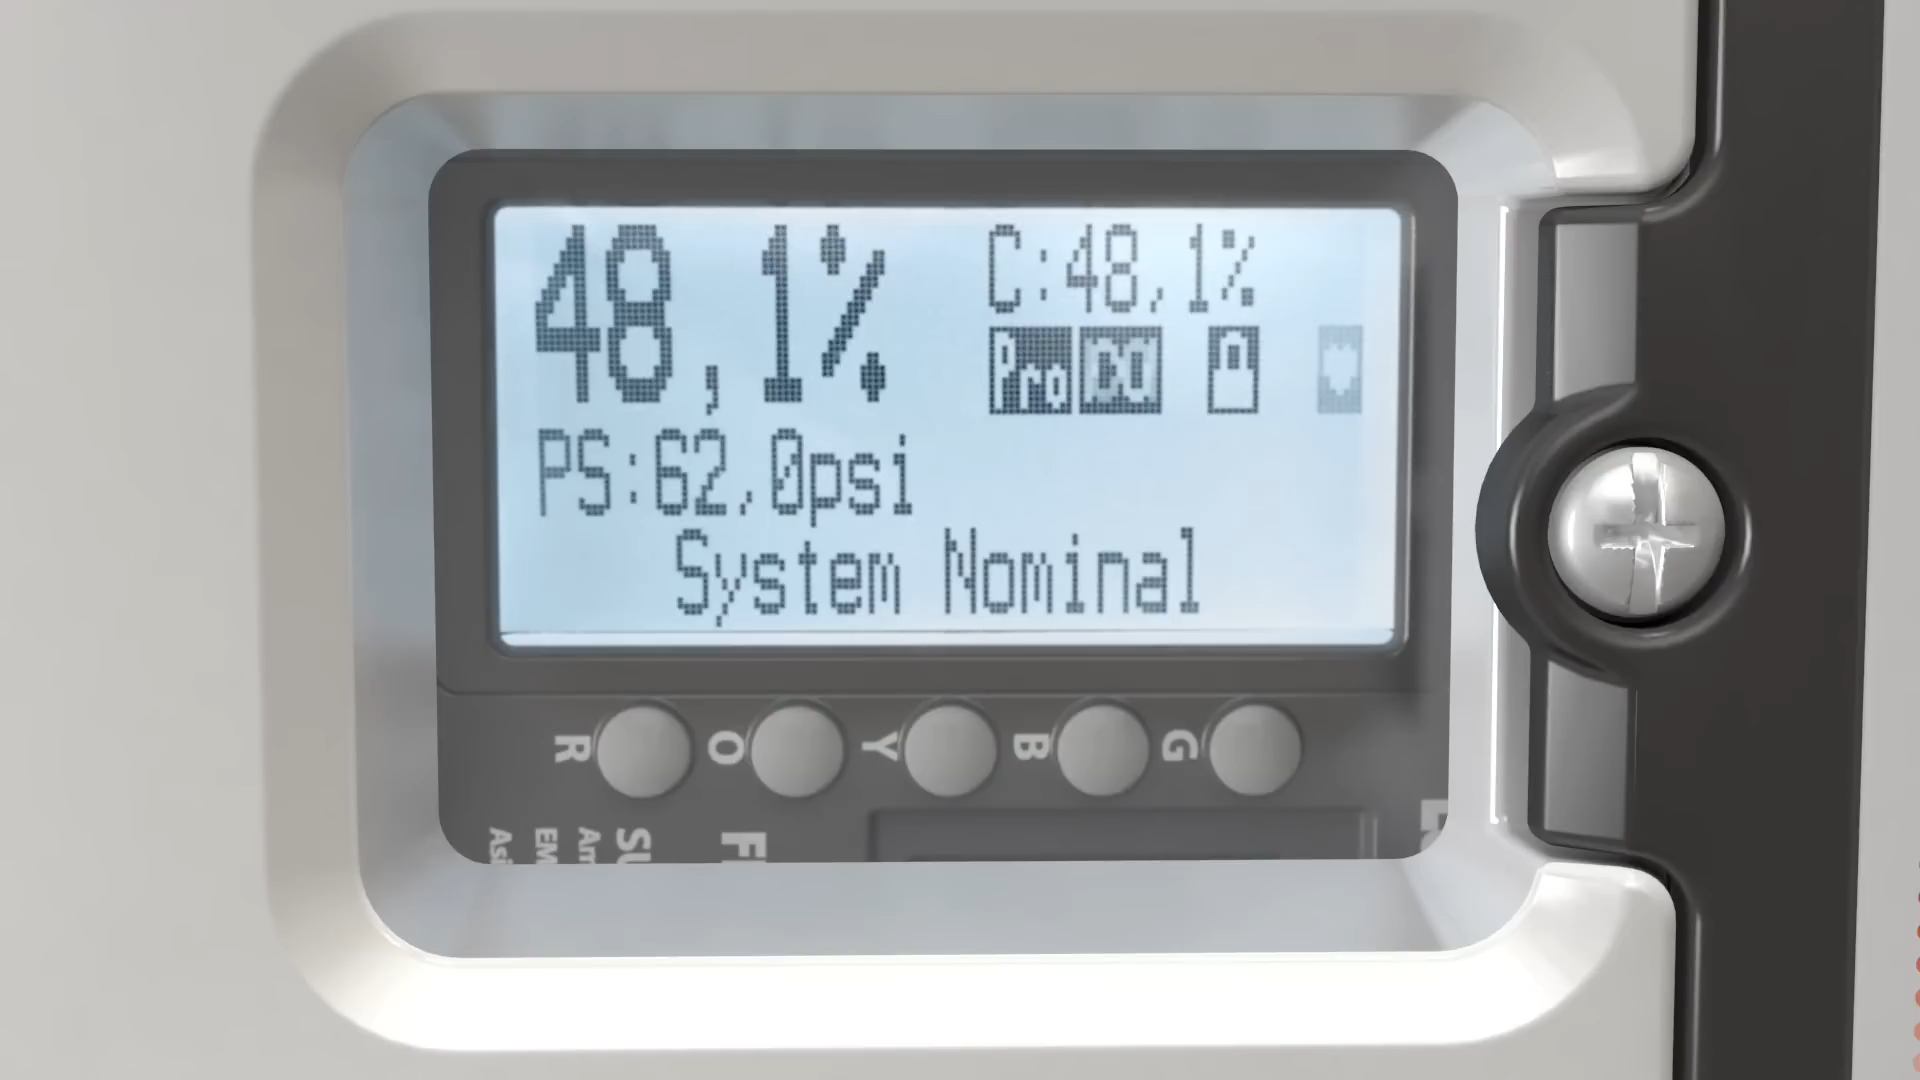 48,1%
C:48,1%
Pro
PS:62,0psi
System Nominal
R O Y B G